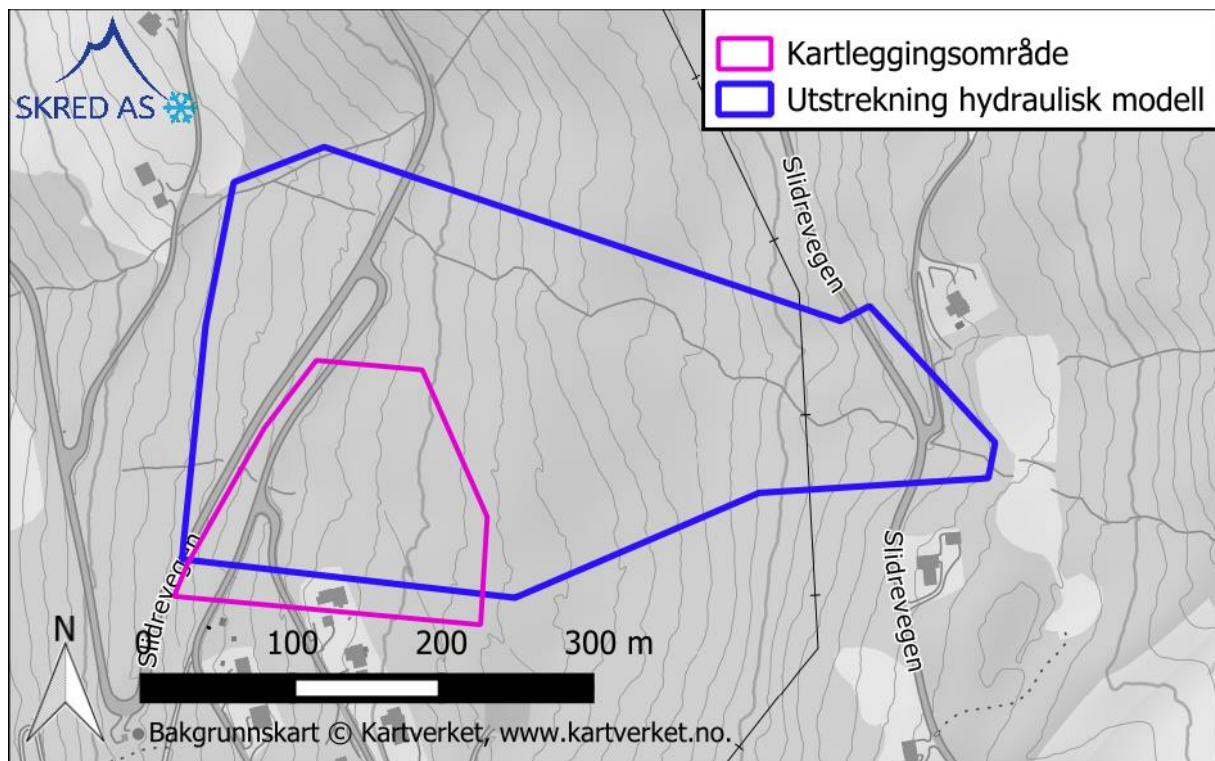 SKRED AS
Kartleggingsområde
Utstrekning hydraulisk modell
Slidrevegen
Slidrevegen
Slidrevegen
N
0 100 200 300 m
Bakgrunnskart © Kartverket, www.kartverket.no.